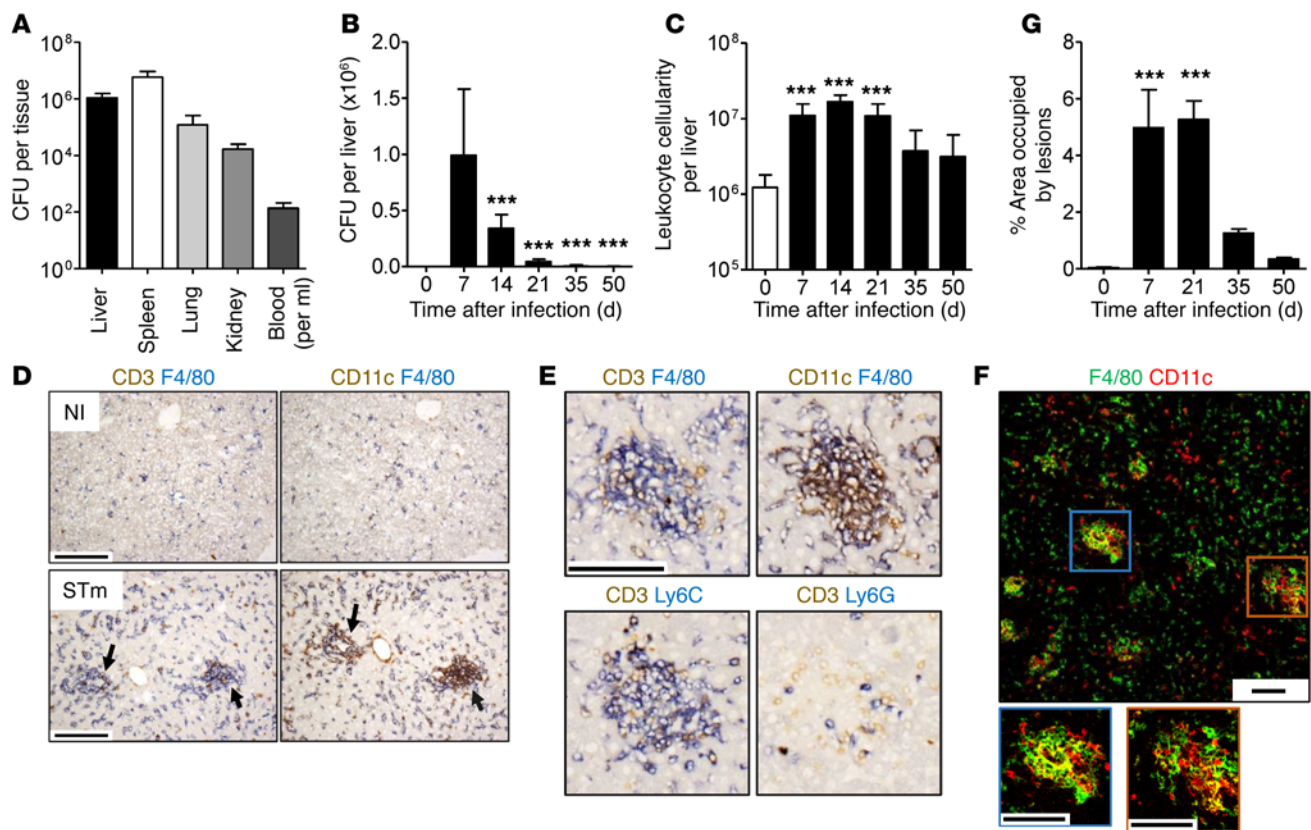 A
CFU per tissue
10^8
10^6
10^4
10^2
10^0
Liver
Spleen
Lung
Kidney
Blood
(per ml)
B
CFU per liver (x10^6)
2.0
1.5
1.0
0.5
0.0
*** *** *** ***
0 7 14 21 35 50
Time after infection (d)
C
Leukocyte cellularity
per liver
10^8
10^7
10^6
10^5
*** *** ***
0 7 14 21 35 50
Time after infection (d)
G
% Area occupied
by lesions
8
6
4
2
0
*** ***
0 7 21 35 50
Time after infection (d)
D
CD3 F4/80
CD11c F4/80
NI
STm
E
CD3 F4/80
CD11c F4/80
CD3 Ly6C
CD3 Ly6G
F
F4/80 CD11c